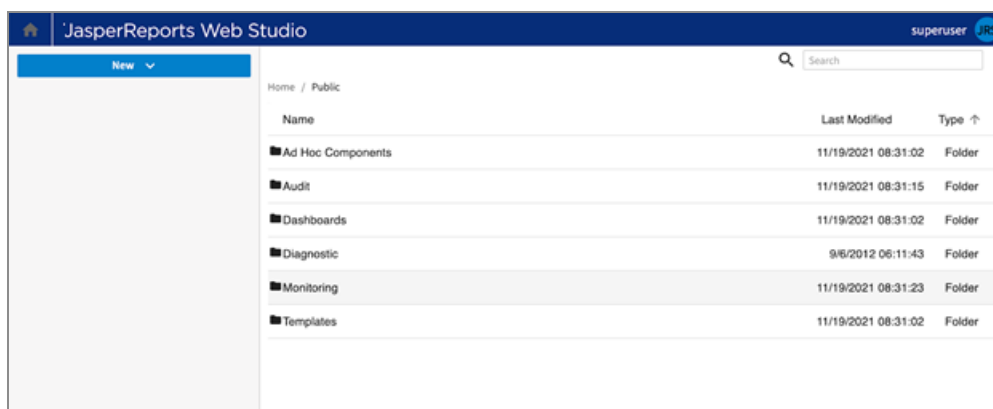 JasperReports Web Studio superuser JRS
New
Search
Home / Public
Name Last Modified Type ↑
Ad Hoc Components 11/19/2021 08:31:02 Folder
Audit 11/19/2021 08:31:15 Folder
Dashboards 11/19/2021 08:31:02 Folder
Diagnostic 9/6/2012 06:11:43 Folder
Monitoring 11/19/2021 08:31:23 Folder
Templates 11/19/2021 08:31:02 Folder